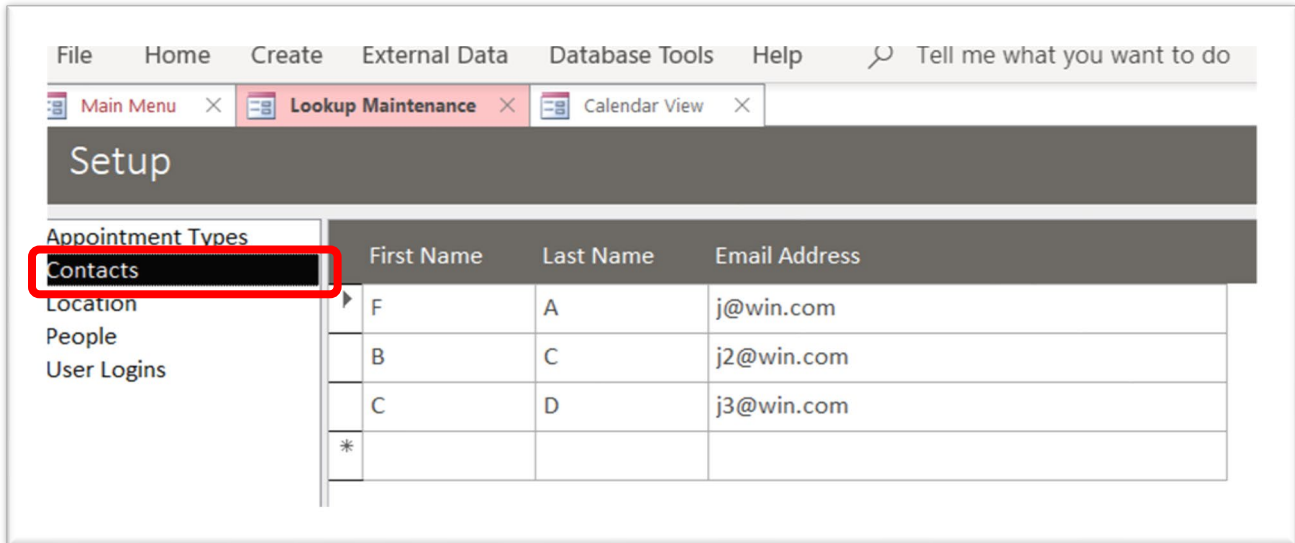 File Home Create External Data Database Tools Help Tell me what you want to do
Main Menu Lookup Maintenance Calendar View
Setup
Appointment Types
Contacts
Location
People
User Logins
First Name Last Name Email Address
F A j@win.com
B C j2@win.com
C D j3@win.com
*